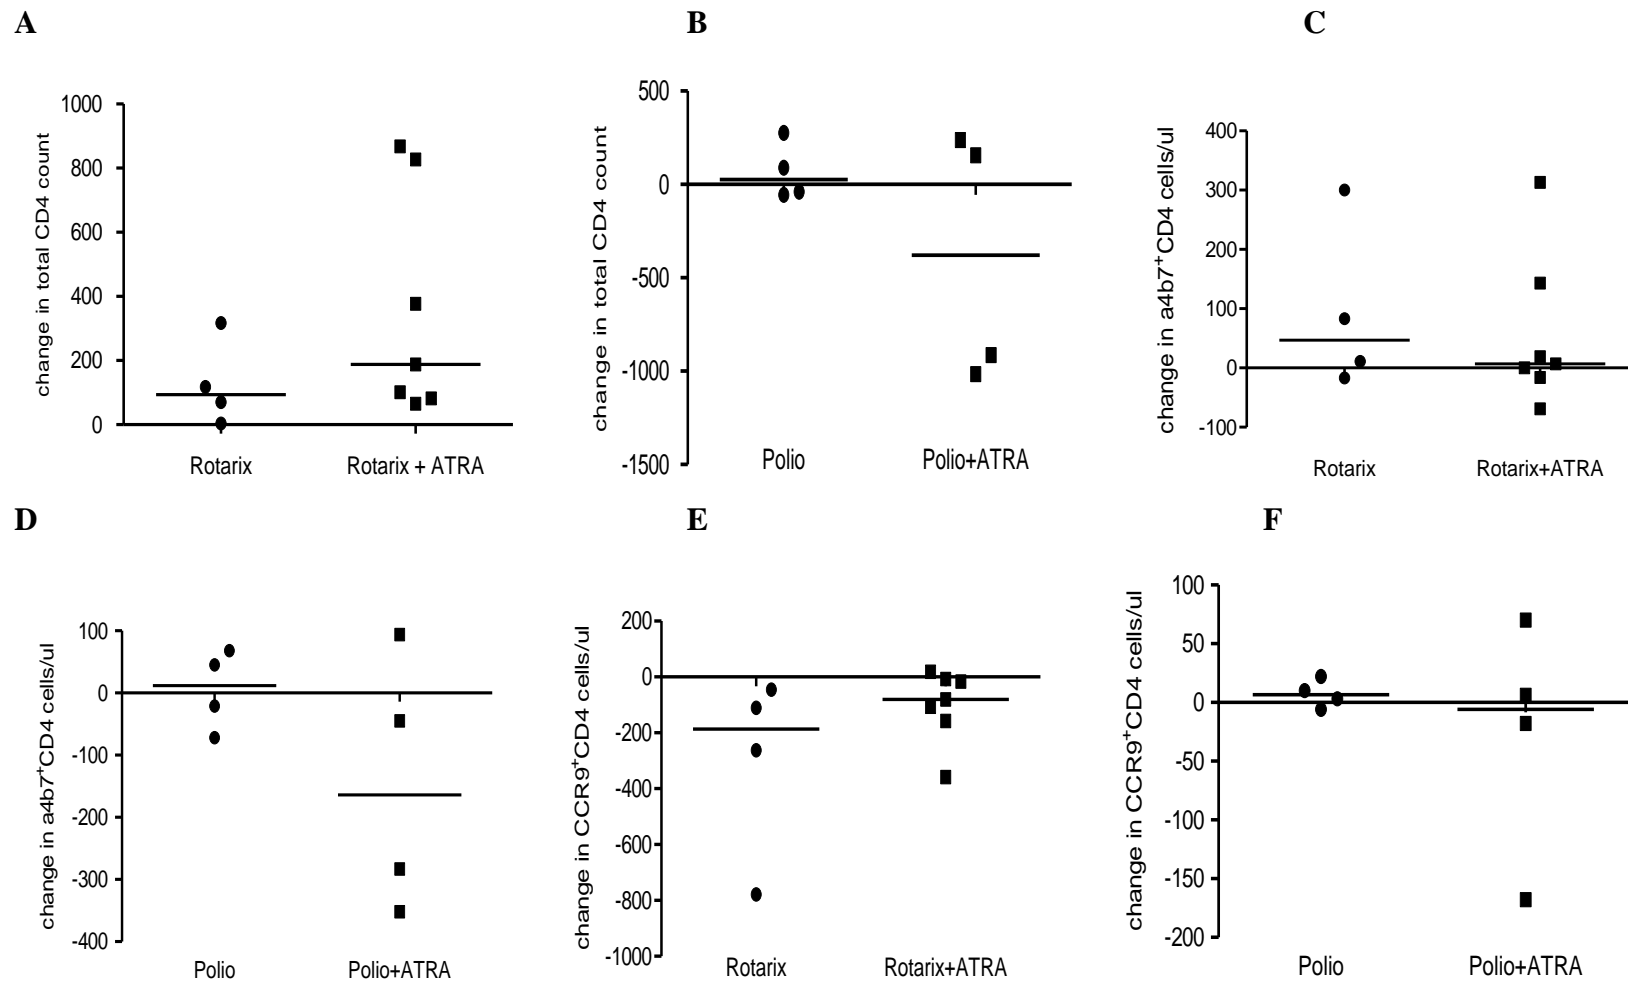 A
change in total CD4 count
1000
800
600
400
200
0
Rotarix
Rotarix + ATRA
B
change in total CD4 count
500
0
-500
-1000
-1500
Polio
Polio+ATRA
C
change in a4b7+CD4 cells/ul
400
300
200
100
0
-100
Rotarix
Rotarix+ATRA
D
change in a4b7+CD4 cells/ul
100
0
-100
-200
-300
-400
Polio
Polio+ATRA
E
change in CCR9+CD4 cells/ul
200
0
-200
-400
-600
-800
-1000
Rotarix
Rotarix+ATRA
F
change in CCR9+CD4 cells/ul
100
50
0
-50
-100
-150
-200
Polio
Polio+ATRA